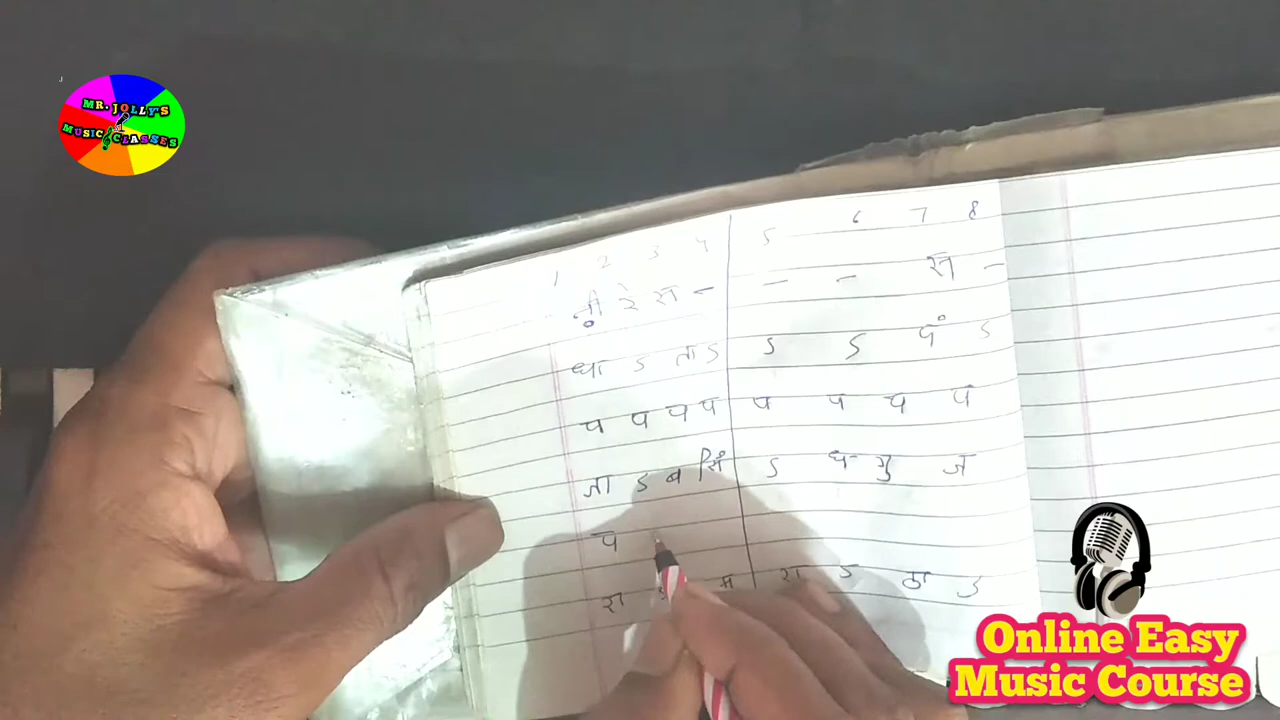 MR. JOLLY'S
MUSIC CLASSES
1 2 3 4 5 6 7 8
नी़ रे सा - - - सा -
धा ऽ ता ऽ ऽ ऽ पं ऽ
प प प प प प प प
जा ऽ ब सिं ऽ ध गु ज
प
रा म रा ऽ ठा ऽ
Online Easy
Music Course